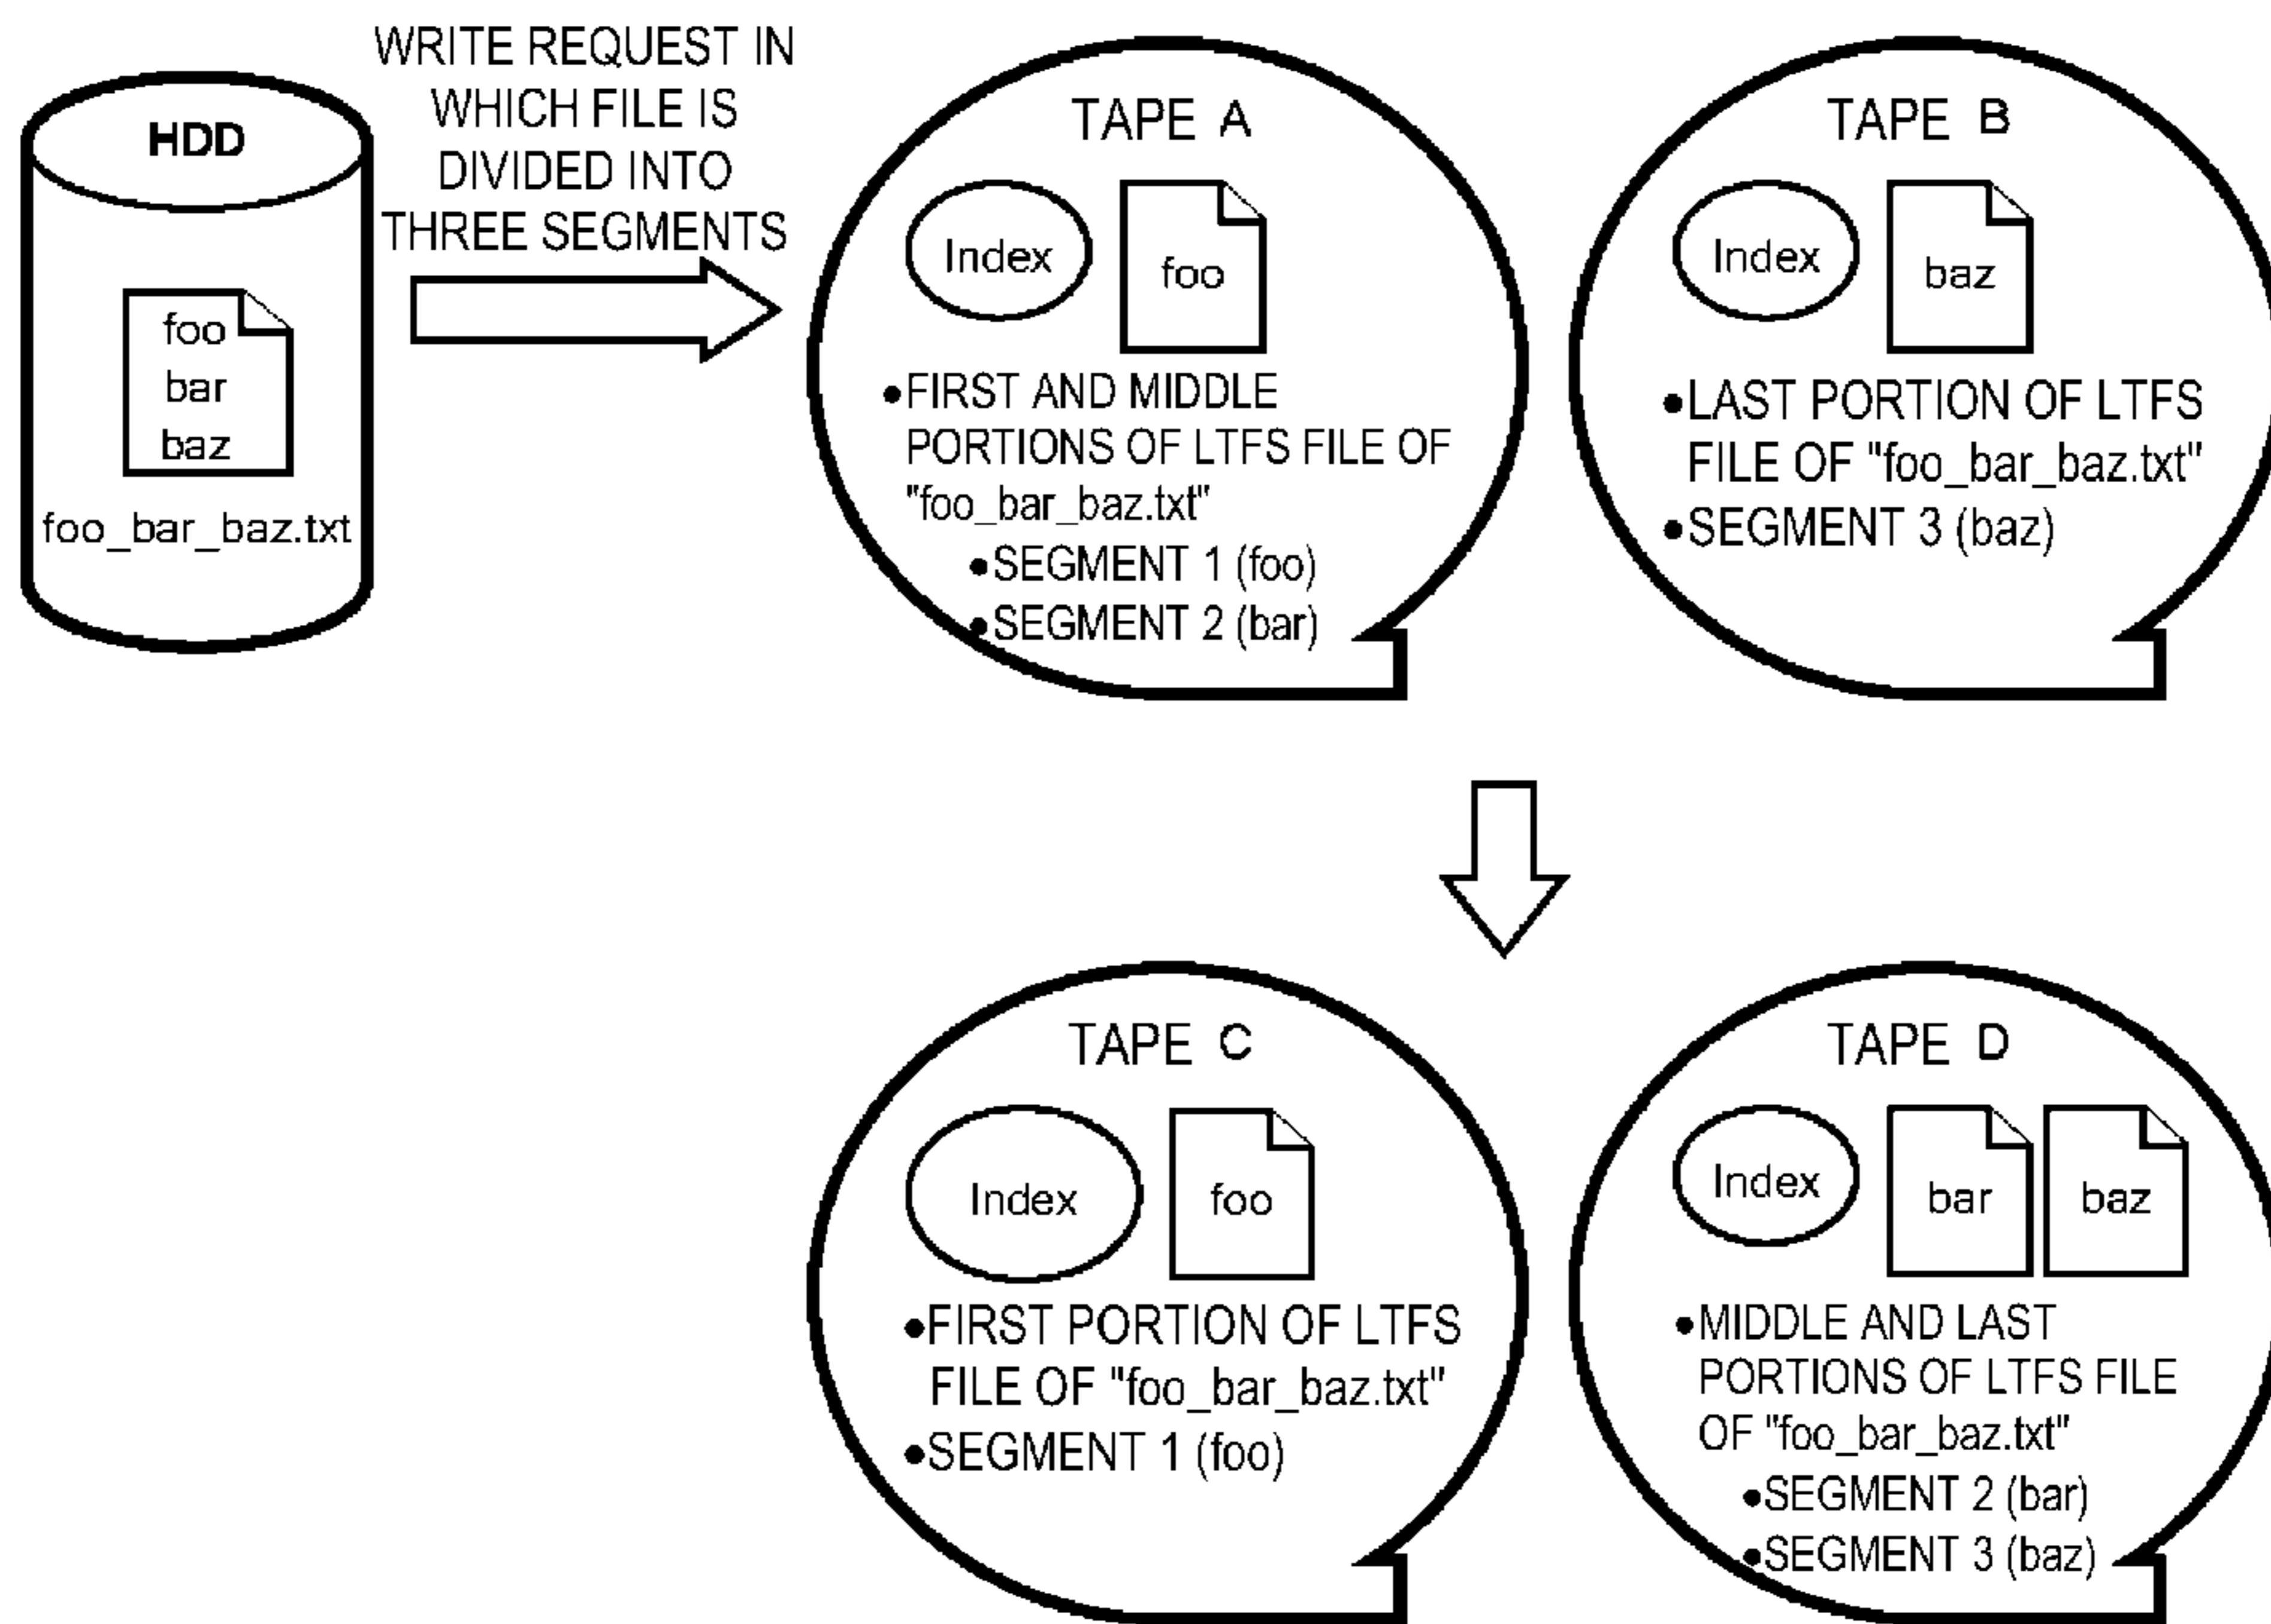 HDD
foo
bar
baz
foo_bar_baz.txt
WRITE REQUEST IN
WHICH FILE IS
DIVIDED INTO
THREE SEGMENTS
TAPE A
Index
foo
•FIRST AND MIDDLE
PORTIONS OF LTFS FILE OF
"foo_bar_baz.txt"
•SEGMENT 1 (foo)
•SEGMENT 2 (bar)
TAPE B
Index
baz
•LAST PORTION OF LTFS
FILE OF "foo_bar_baz.txt"
•SEGMENT 3 (baz)
TAPE C
Index
foo
•FIRST PORTION OF LTFS
FILE OF "foo_bar_baz.txt"
•SEGMENT 1 (foo)
TAPE D
Index
bar
baz
•MIDDLE AND LAST
PORTIONS OF LTFS FILE
OF "foo_bar_baz.txt"
•SEGMENT 2 (bar)
•SEGMENT 3 (baz)